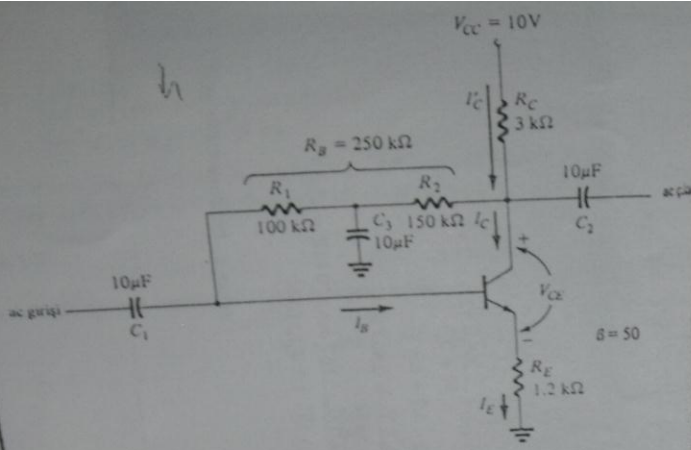 V_CC = 10V
I'_C
R_C
3 kΩ
R_B = 250 kΩ
R_1
100 kΩ
R_2
150 kΩ
C_3
10μF
I_C
10μF
C_2
+
V_CE
−
10μF
ac girişi
C_1
I_B
β = 50
R_E
1.2 kΩ
I_E